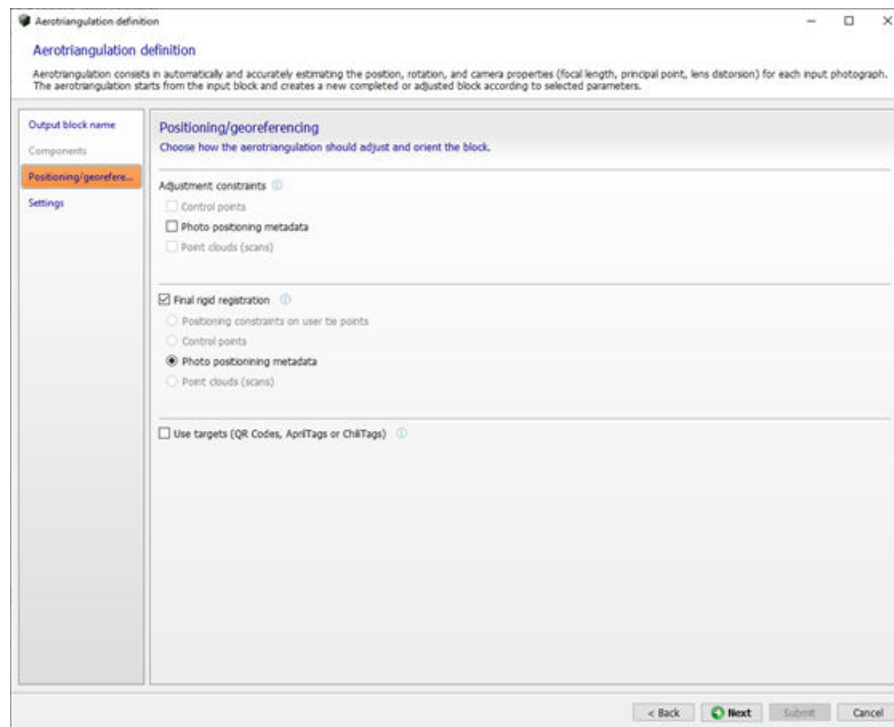 Aerotriangulation definition
Aerotriangulation definition
Aerotriangulation consists in automatically and accurately estimating the position, rotation, and camera properties (focal length, principal point, lens distorsion) for each input photograph.
The aerotriangulation starts from the input block and creates a new completed or adjusted block according to selected parameters.
Output block name
Components
Positioning/georefere...
Settings
Positioning/georeferencing
Choose how the aerotriangulation should adjust and orient the block.
Adjustment constraints
Control points
Photo positioning metadata
Point clouds (scans)
Final rigid registration
Positioning constraints on user tie points
Control points
Photo positionining metadata
Point clouds (scans)
Use targets (QR Codes, AprilTags or ChiliTags)
< Back
Next
Submit
Cancel